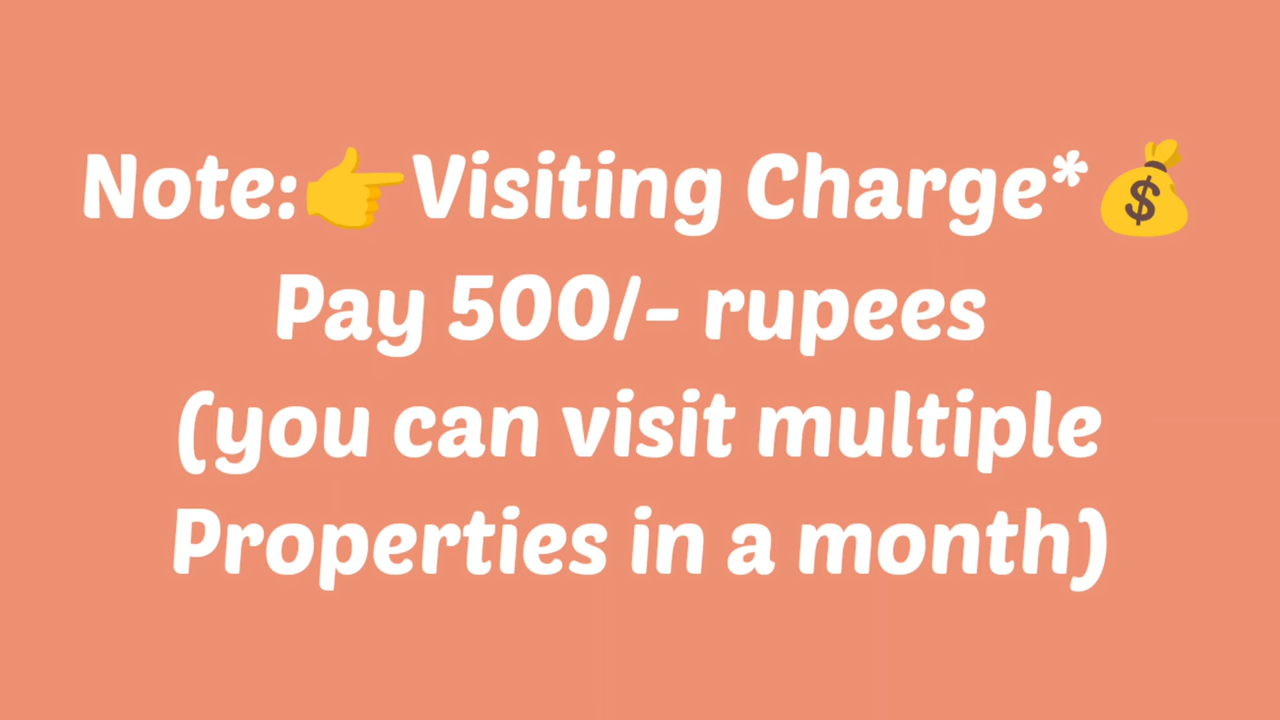 Note:👉Visiting Charge*💰
Pay 500/- rupees
(you can visit multiple
Properties in a month)